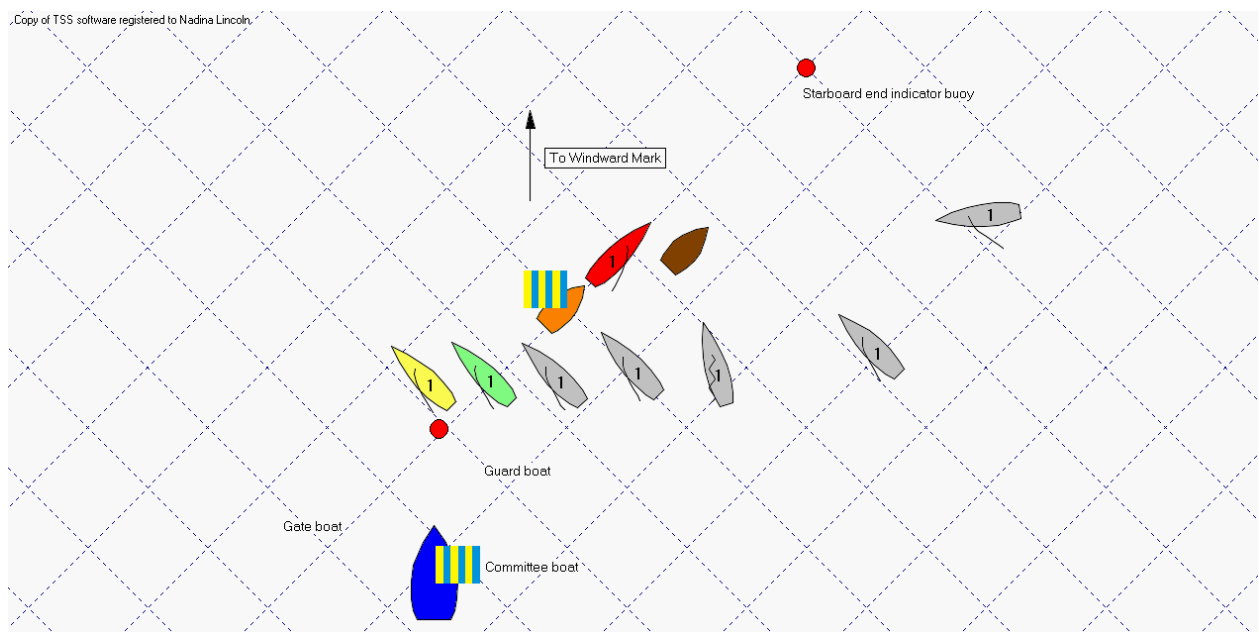 Copy of TSS software registered to Nadina Lincoln
Starboard end indicator buoy
To Windward Mark
1
1
1
1
1
1
1
1
Guard boat
Gate boat
Committee boat